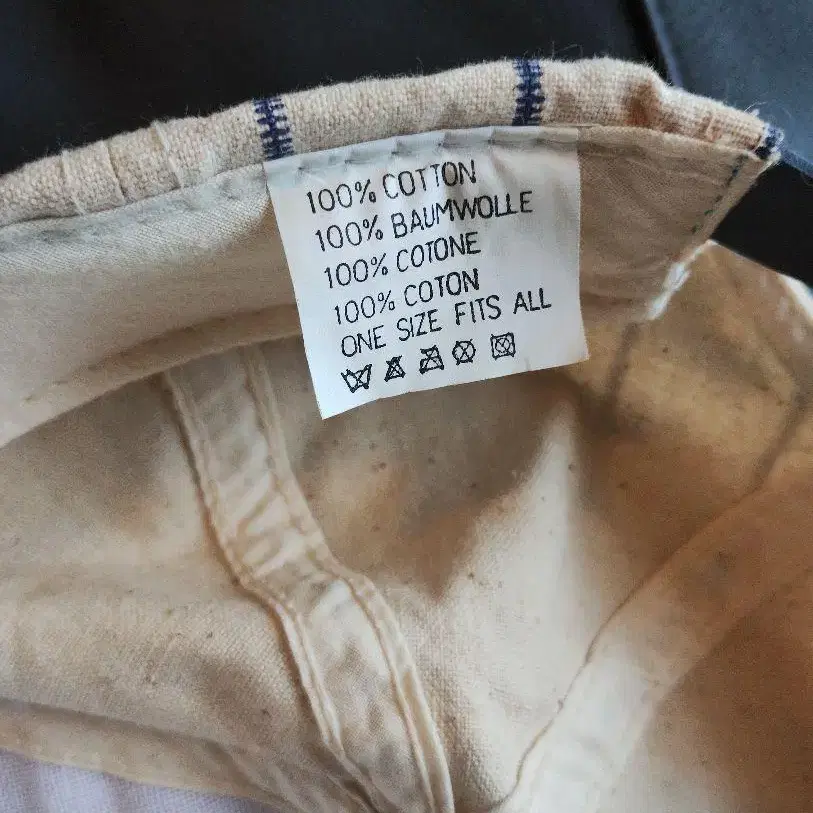 100% COTTON
100% BAUMWOLLE
100% COTONE
100% COTON
ONE SIZE FITS ALL